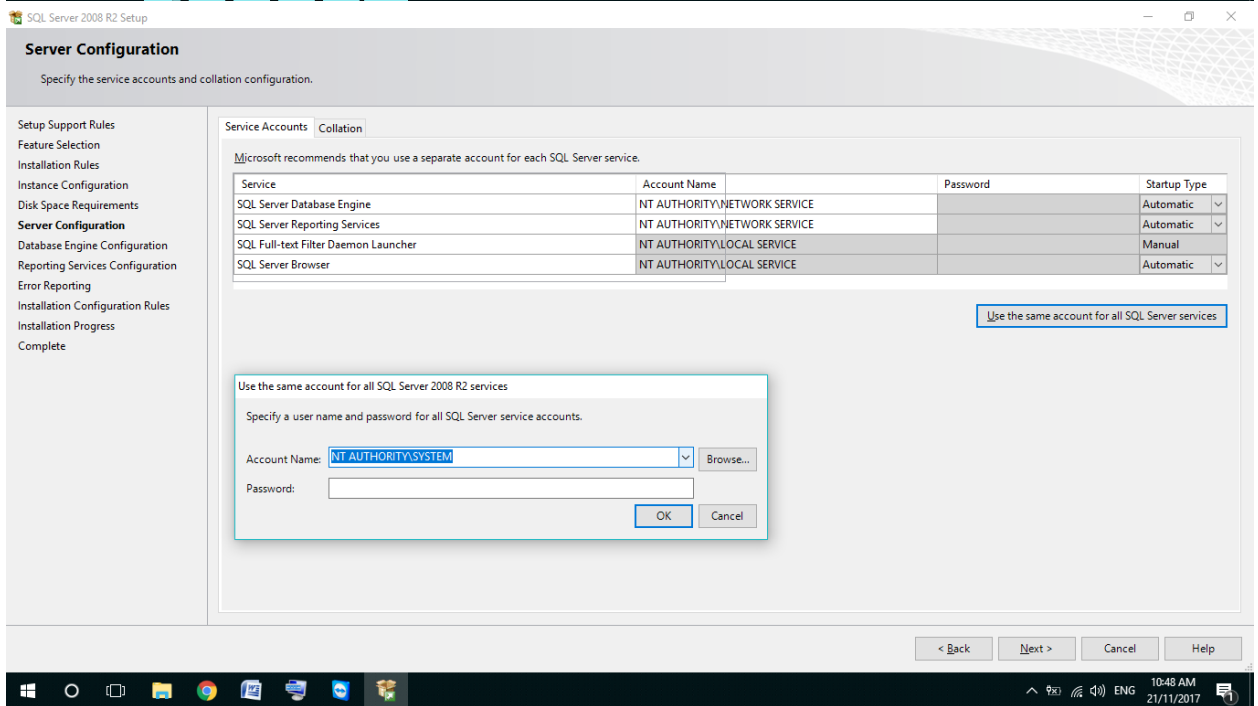 SQL Server 2008 R2 Setup
Server Configuration
Specify the service accounts and collation configuration.
Setup Support Rules
Feature Selection
Installation Rules
Instance Configuration
Disk Space Requirements
Server Configuration
Database Engine Configuration
Reporting Services Configuration
Error Reporting
Installation Configuration Rules
Installation Progress
Complete
Service Accounts Collation
Microsoft recommends that you use a separate account for each SQL Server service.
Service Account Name Password Startup Type
SQL Server Database Engine NT AUTHORITY\NETWORK SERVICE Automatic
SQL Server Reporting Services NT AUTHORITY\NETWORK SERVICE Automatic
SQL Full-text Filter Daemon Launcher NT AUTHORITY\LOCAL SERVICE Manual
SQL Server Browser NT AUTHORITY\LOCAL SERVICE Automatic
Use the same account for all SQL Server services
Use the same account for all SQL Server 2008 R2 services
Specify a user name and password for all SQL Server service accounts.
Account Name: NT AUTHORITY\SYSTEM Browse...
Password:
OK Cancel
< Back Next > Cancel Help
ENG 10:48 AM
21/11/2017 1